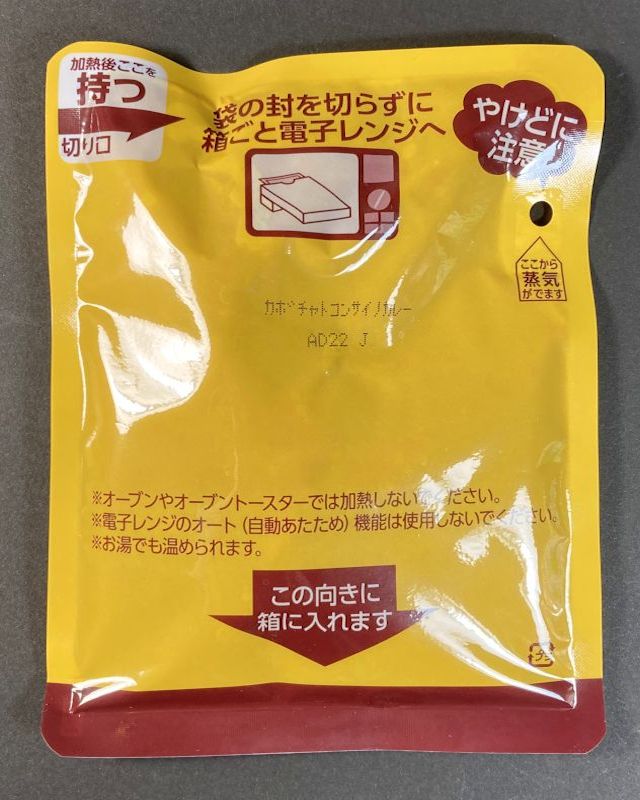 加熱後ここを
持つ
切り口
袋の封を切らずに
箱ごと電子レンジへ
やけどに
注意!
ここから
蒸気
がでます
カボチャトコンサイノカレー
AD22 J
※オーブンやオーブントースターでは加熱しないでください。
※電子レンジのオート(自動あたため)機能は使用しないでください。
※お湯でも温められます。
この向きに
箱に入れます
プラ